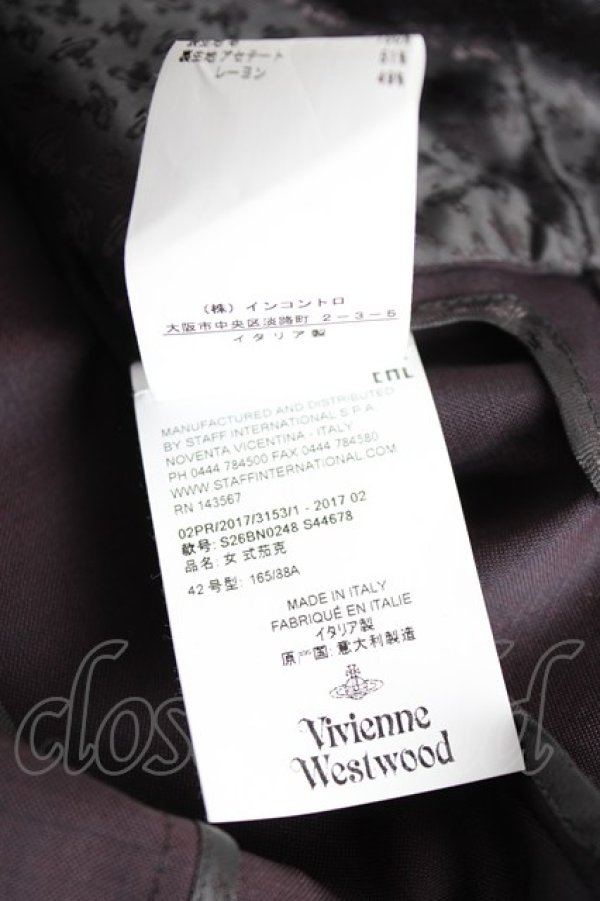 裏生地 アセテート 51%
レーヨン 49%
(株) インコントロ
大阪市中央区淡路町 2-3-5
イタリア製
MANUFACTURED AND DISTRIBUTED
BY STAFF INTERNATIONAL S.P.A.
NOVENTA VICENTINA - ITALY
PH 0444 784500 FAX 0444 784580
WWW.STAFFINTERNATIONAL.COM
RN 143567
02PR/2017/3153/1 - 2017 02
款号: S26BN0248 S44678
品名: 女 式茄克
42 号型: 165/88A
MADE IN ITALY
FABRIQUÉ EN ITALIE
イタリア製
原产国: 意大利製造
Vivienne
Westwood